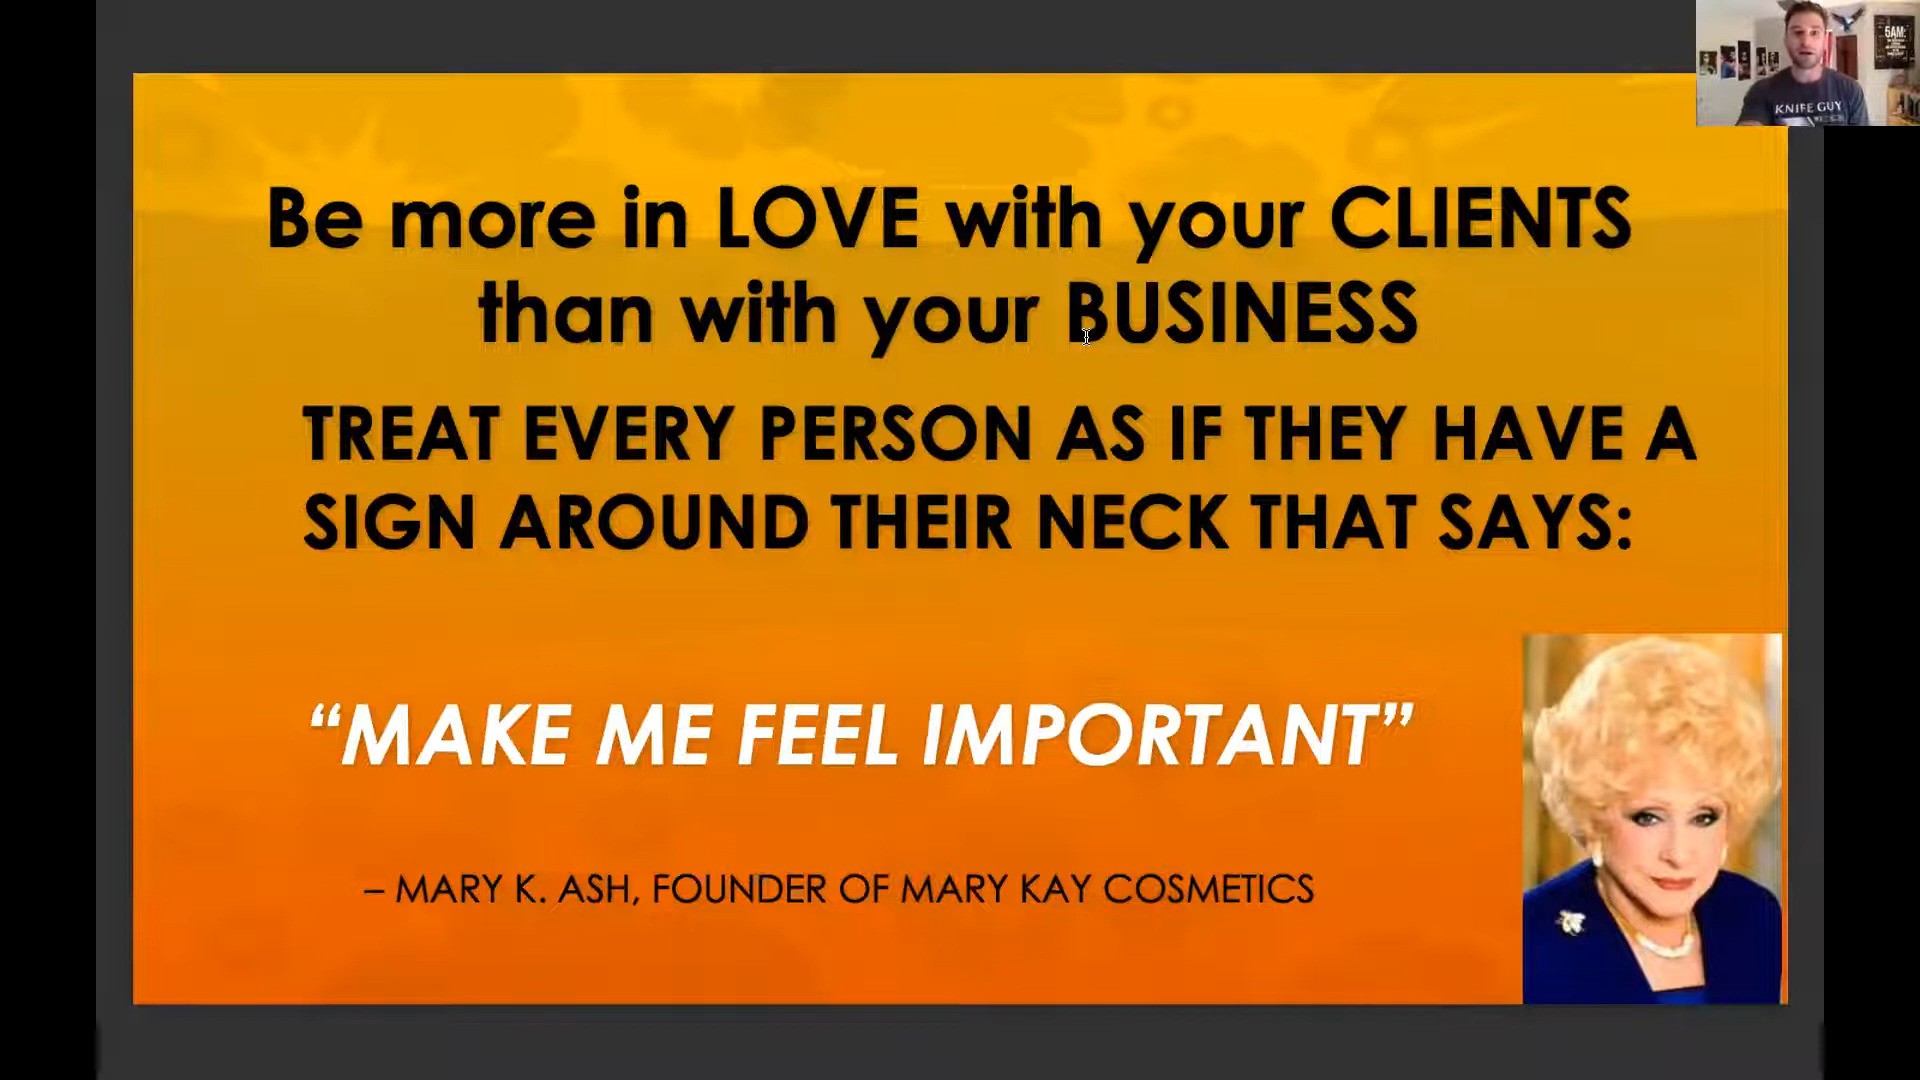 Be more in LOVE with your CLIENTS
than with your BUSINESS
TREAT EVERY PERSON AS IF THEY HAVE A
SIGN AROUND THEIR NECK THAT SAYS:
“MAKE ME FEEL IMPORTANT”
– MARY K. ASH, FOUNDER OF MARY KAY COSMETICS
5AM:
KNIFE GUY